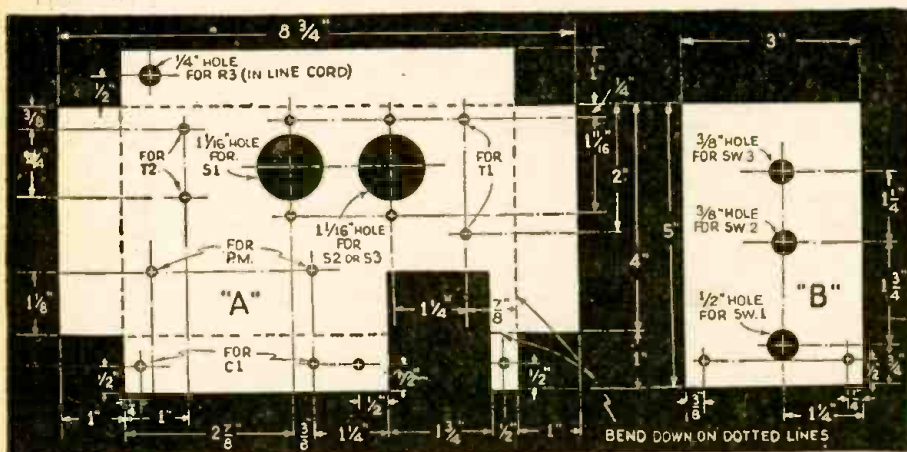 8 3/4"
1/4" HOLE
FOR R3 (IN LINE CORD)
1/2"
1"
1/4"
3/8
FOR
T2
1 1/16" HOLE
FOR
S1
FOR
T1
1 11/16"
2"
1 1/16" HOLE
FOR
S2 OR S3
4"
5"
FOR
P.M.
"A"
1 1/8"
1 1/4"
7/8"
FOR
C1
1/2"
1/2"
1/2"
1/2"
1"
1"
1"
2 7/8"
3/8
1 1/4"
1 3/4"
1/2"
1"
BEND DOWN ON DOTTED LINES
3"
3/8" HOLE
FOR SW.3
3/8" HOLE
FOR SW.2
1/2" HOLE
FOR SW.1
"B"
1 1/4"
1 3/4"
1/2"
3/4"
3/8
1 1/4"